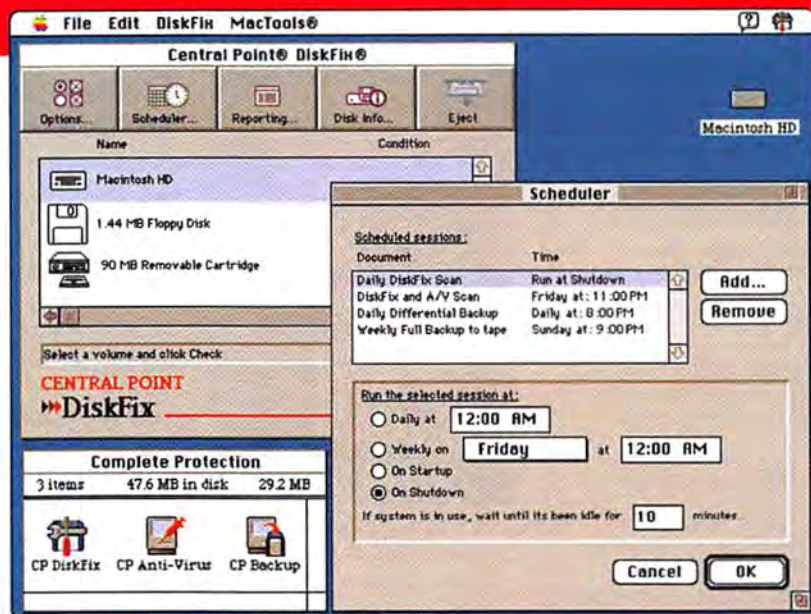 File Edit DiskFix MacTools®
Central Point® DiskFix®
Options... Scheduler... Reporting... Disk Info... Eject
Name Condition
Macintosh HD
1.44 MB Floppy Disk
90 MB Removable Cartridge
Select a volume and click Check
CENTRAL POINT
DiskFix
Macintosh HD
Scheduler
Scheduled sessions:
Document Time
Daily DiskFix Scan Run at Shutdown
DiskFix and A/V Scan Friday at: 11:00PM
Daily Differential Backup Daily at: 8:00PM
Weekly Full Backup to tape Sunday at: 9:00PM
Add...
Remove
Run the selected session at:
Daily at 12:00 AM
Weekly on Friday at 12:00 AM
On Startup
On Shutdown
If system is in use, wait until its been idle for 10 minutes
Cancel OK
Complete Protection
3 items 47.6 MB in disk 29.2 MB
CP DiskFix CP Anti-Virus CP Backup